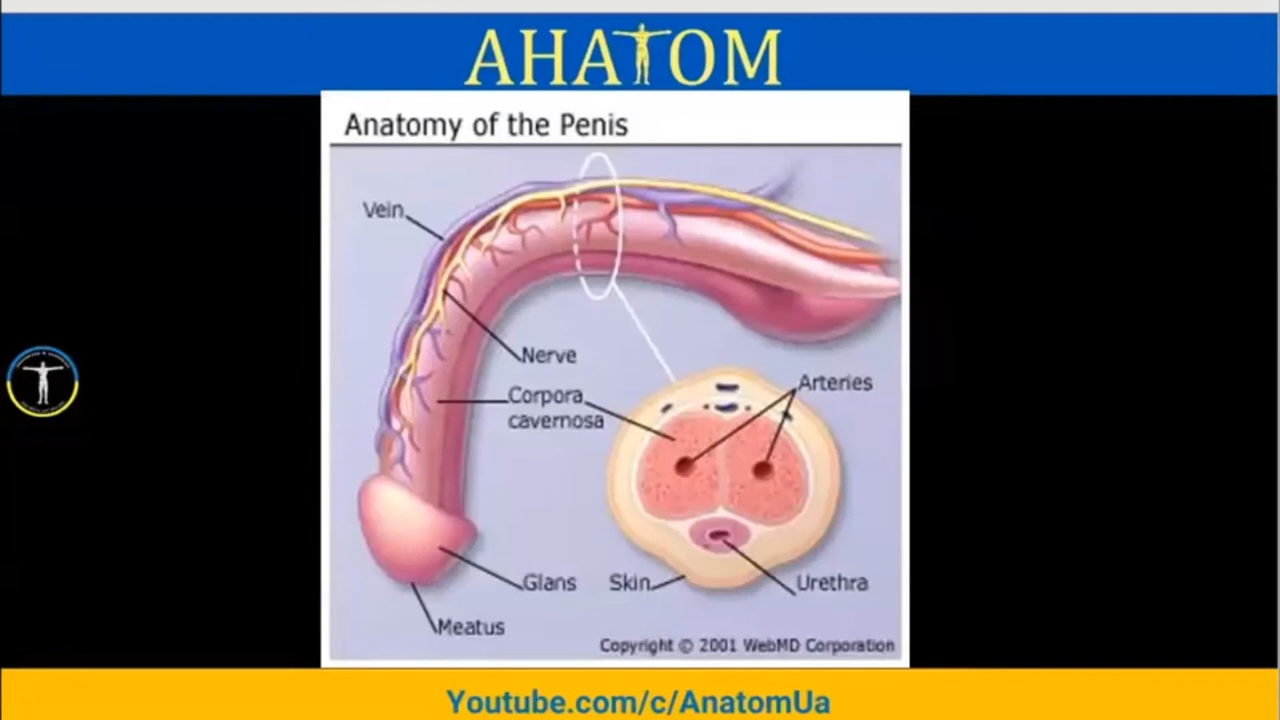 АНАТОМ
Anatomy of the Penis
Vein
Nerve
Corpora
cavernosa
Arteries
Glans
Skin
Urethra
Meatus
Copyright © 2001 WebMD Corporation
Youtube.com/c/AnatomUa